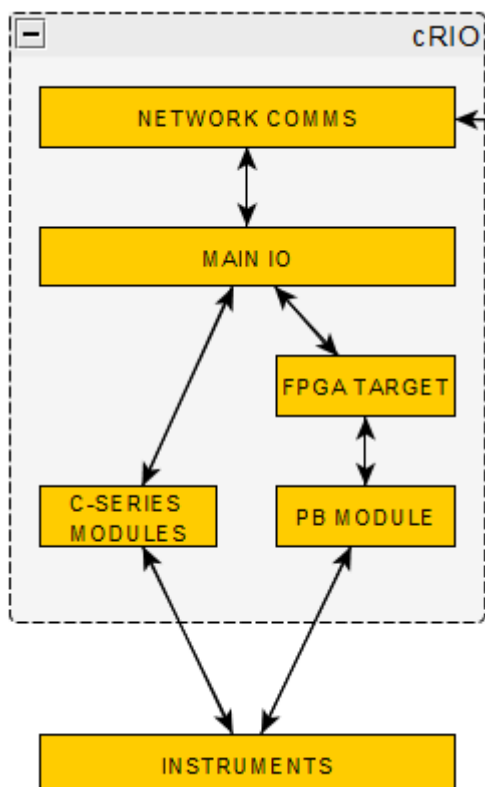 cRIO
NETWORK COMMS
MAIN IO
FPGA TARGET
C-SERIES
MODULES
PB MODULE
INSTRUMENTS